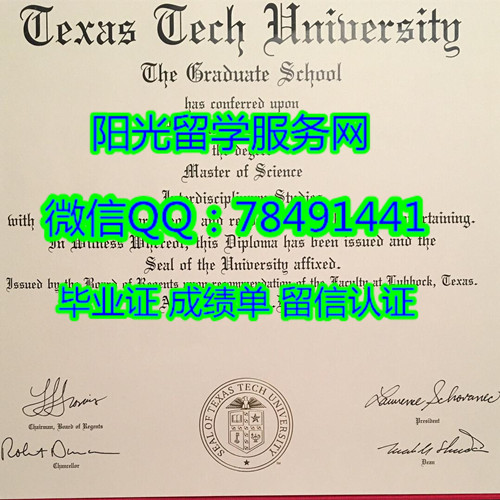 Texas Tech University
The Graduate School
has conferred upon
阳光留学服务网
the degree
Master of Science
Interdisciplinary Studies
微信QQ：78491441
with
taining.
In Witness Whereof, this Diploma has been issued and the
Seal of the University affixed.
Issued by the Board of Regents upon recommendation of the Faculty at Lubbock, Texas.
毕业证 成绩单 留信认证
Chairman, Board of Regents
President
Chancellor
Dean
SEAL OF TEXAS TECH UNIVERSITY